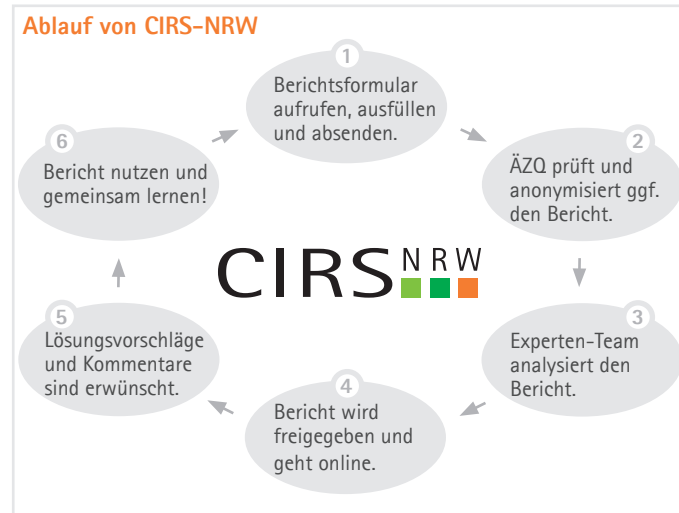 Ablauf von CIRS-NRW
1
Berichtsformular
aufrufen, ausfüllen
und absenden.
2
ÄZQ prüft und
anonymisiert ggf.
den Bericht.
3
Experten-Team
analysiert den
Bericht.
4
Bericht wird
freigegeben und
geht online.
5
Lösungsvorschläge
und Kommentare
sind erwünscht.
6
Bericht nutzen und
gemeinsam lernen!
CIRS NRW